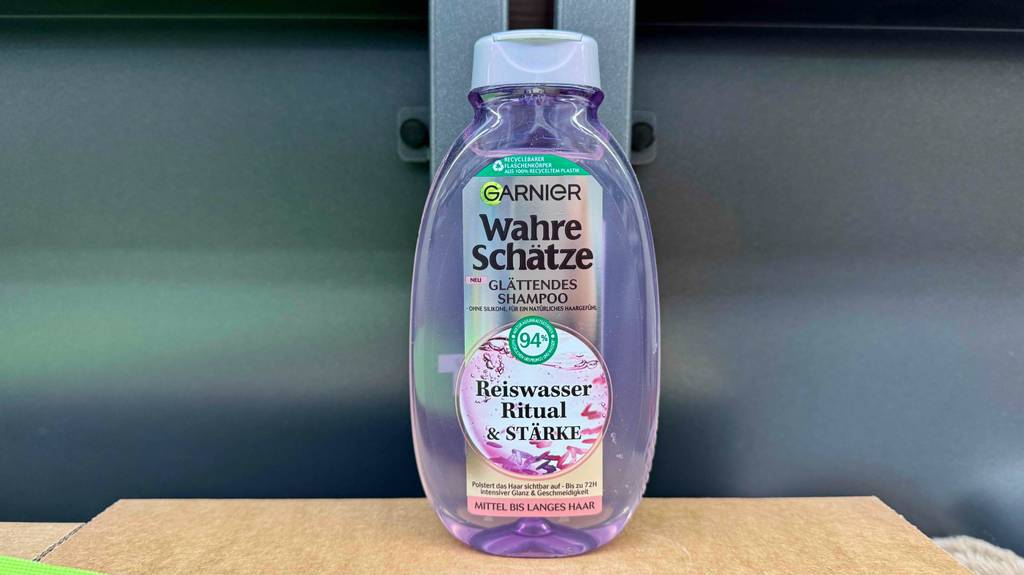 RECYCLEBARER
FLASCHENKÖRPER
AUS 100% RECYCELTEM PLASTIK
GARNIER
Wahre
Schätze
NEU
GLÄTTENDES
SHAMPOO
- OHNE SILIKONE, FÜR EIN NATÜRLICHES HAARGEFÜHL -
94%
Reiswasser
Ritual
& STÄRKE
Polstert das Haar sichtbar auf - Bis zu 72H
intensiver Glanz & Geschmeidigkeit
MITTEL BIS LANGES HAAR